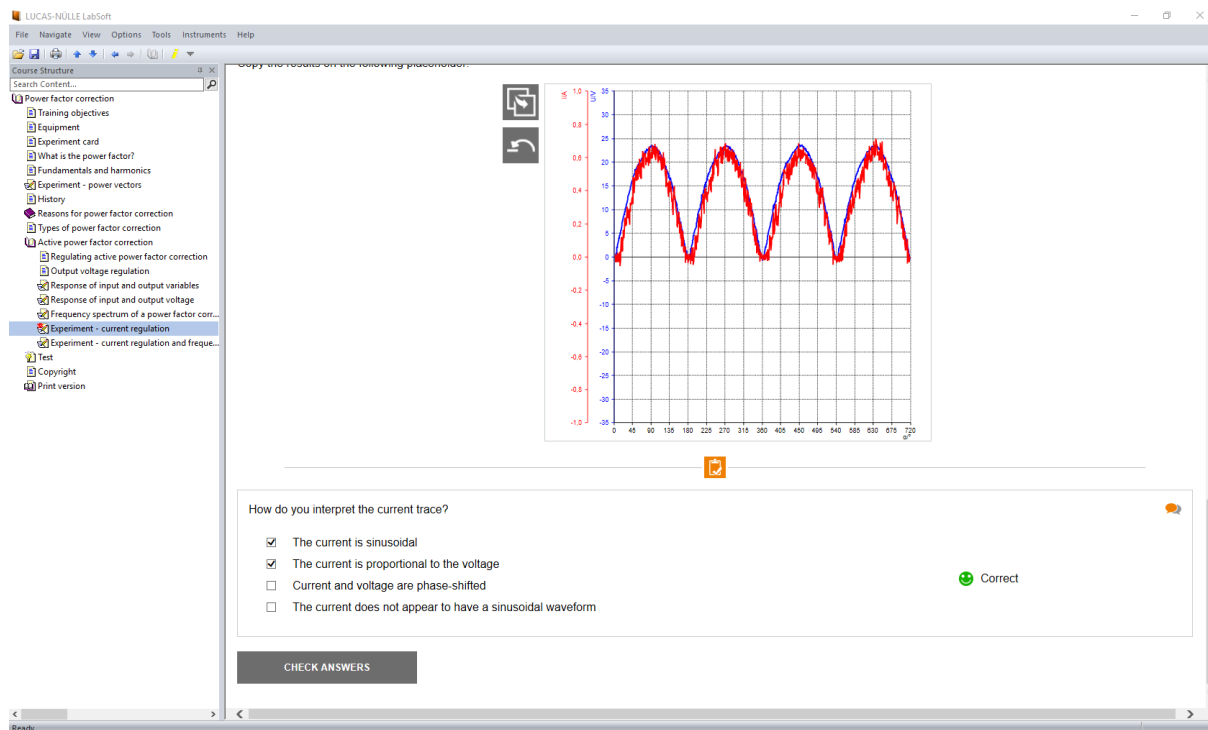 LUCAS-NÜLLE LabSoft
File Navigate View Options Tools Instruments Help
Course Structure
Search Content...
Power factor correction
Training objectives
Equipment
Experiment card
What is the power factor?
Fundamentals and harmonics
Experiment - power vectors
History
Reasons for power factor correction
Types of power factor correction
Active power factor correction
Regulating active power factor correction
Output voltage regulation
Response of input and output variables
Response of input and output voltage
Frequency spectrum of a power factor corr...
Experiment - current regulation
Experiment - current regulation and freque...
Test
Copyright
Print version
Copy the results on the following placeholder.
I/A
1,0
0.8
0.6
0.4
0.2
0.0
-0.2
-0.4
-0.6
-0.8
-1,0
U/V
35
30
25
20
15
10
5
0
-5
-10
-15
-20
-25
-30
-35
0 45 90 135 180 225 270 315 360 405 450 495 540 585 630 675 720
α/°
How do you interpret the current trace?
The current is sinusoidal
The current is proportional to the voltage
Current and voltage are phase-shifted
The current does not appear to have a sinusoidal waveform
Correct
CHECK ANSWERS
Ready